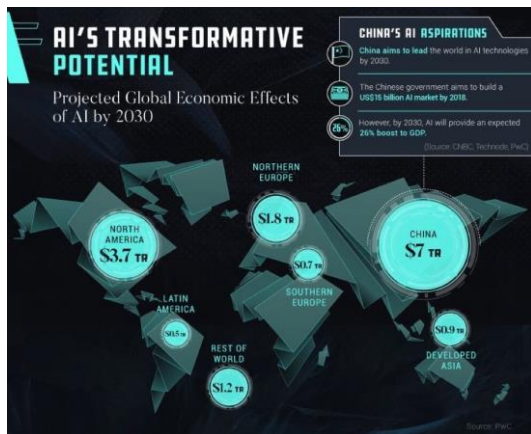 AI'S TRANSFORMATIVE
POTENTIAL
Projected Global Economic Effects
of AI by 2030
CHINA'S AI ASPIRATIONS
China aims to lead the world in AI technologies
by 2030.
The Chinese government aims to build a
US$15 billion AI market by 2018.
26%
However, by 2030, AI will provide an expected
26% boost to GDP.
(Source: CNBC, Technode, PwC)
NORTHERN
EUROPE
$1.8 TR
NORTH
AMERICA
$3.7 TR
CHINA
$7 TR
$0.7 TR
SOUTHERN
EUROPE
LATIN
AMERICA
$0.5 TR
$0.9 TR
DEVELOPED
ASIA
REST OF
WORLD
$1.2 TR
Source: PWC